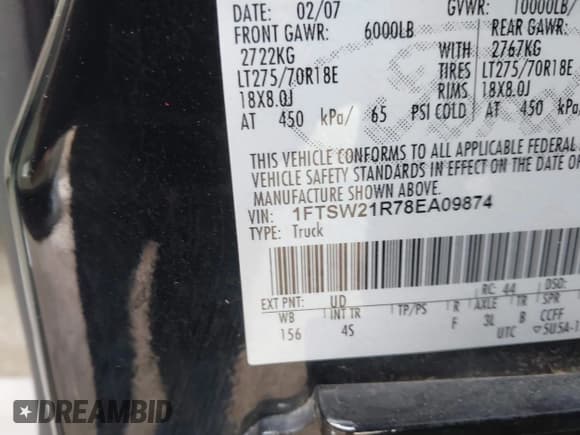 DATE: 02/07 GVWR: 10000LB/
FRONT GAWR: 6000LB REAR GAWR:
2722KG WITH 2767KG
LT275/70R18E TIRES LT275/70R18E
18X8.0J RIMS 18X8.0J
AT 450 kPa/ 65 PSI COLD AT 450 kPa/
THIS VEHICLE CONFORMS TO ALL APPLICABLE FEDERAL
STANDARDS IN EFFECT ON THE DATE OF
MANUFACTURE SHOWN ABOVE.
VIN: 1FTSW21R78EA09874
TYPE: Truck
RC: 44 DSO:
EXT PNT: UD
WB INT TR TP/PS R AXLE TR SPR
156 4S F 3L B CCFF
UTC
DREAMBID